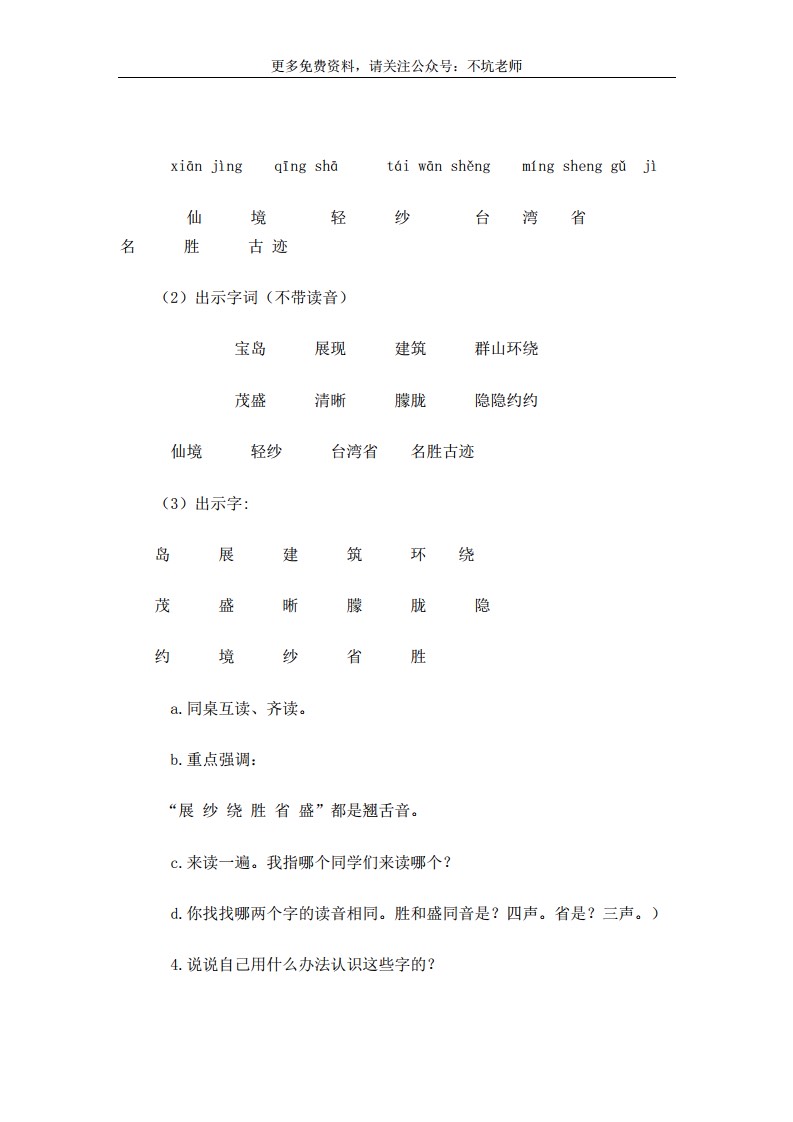 更多免费资料，请关注公众号：不坑老师
xiān jìng qīng shā tái wān shěng míng sheng gǔ jì
仙 境 轻 纱 台 湾 省
名 胜 古 迹
（2）出示字词（不带读音）
宝岛 展现 建筑 群山环绕
茂盛 清晰 朦胧 隐隐约约
仙境 轻纱 台湾省 名胜古迹
（3）出示字:
岛 展 建 筑 环 绕
茂 盛 晰 朦 胧 隐
约 境 纱 省 胜
a.同桌互读、齐读。
b.重点强调：
“展 纱 绕 胜 省 盛”都是翘舌音。
c.来读一遍。我指哪个同学们来读哪个？
d.你找找哪两个字的读音相同。胜和盛同音是？四声。省是？三声。）
4.说说自己用什么办法认识这些字的？